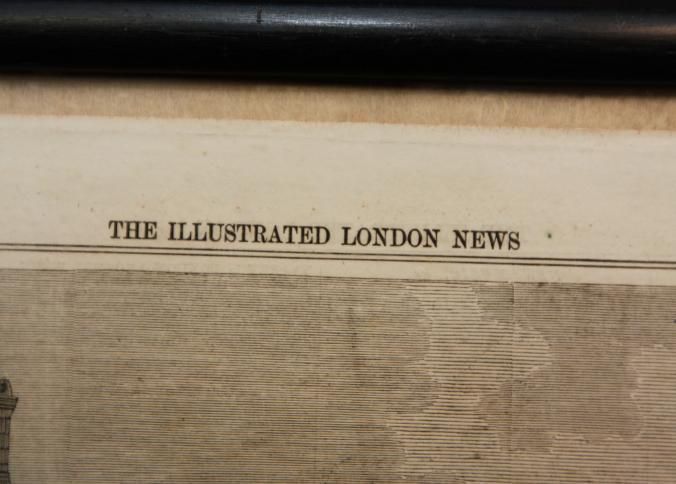 THE ILLUSTRATED LONDON NEWS